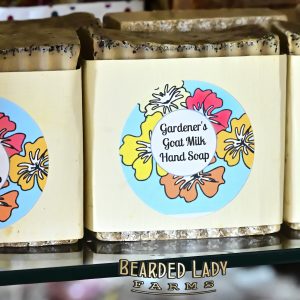 Gardener's
Goat Milk
Hand Soap
BEARDED LADY
FARMS